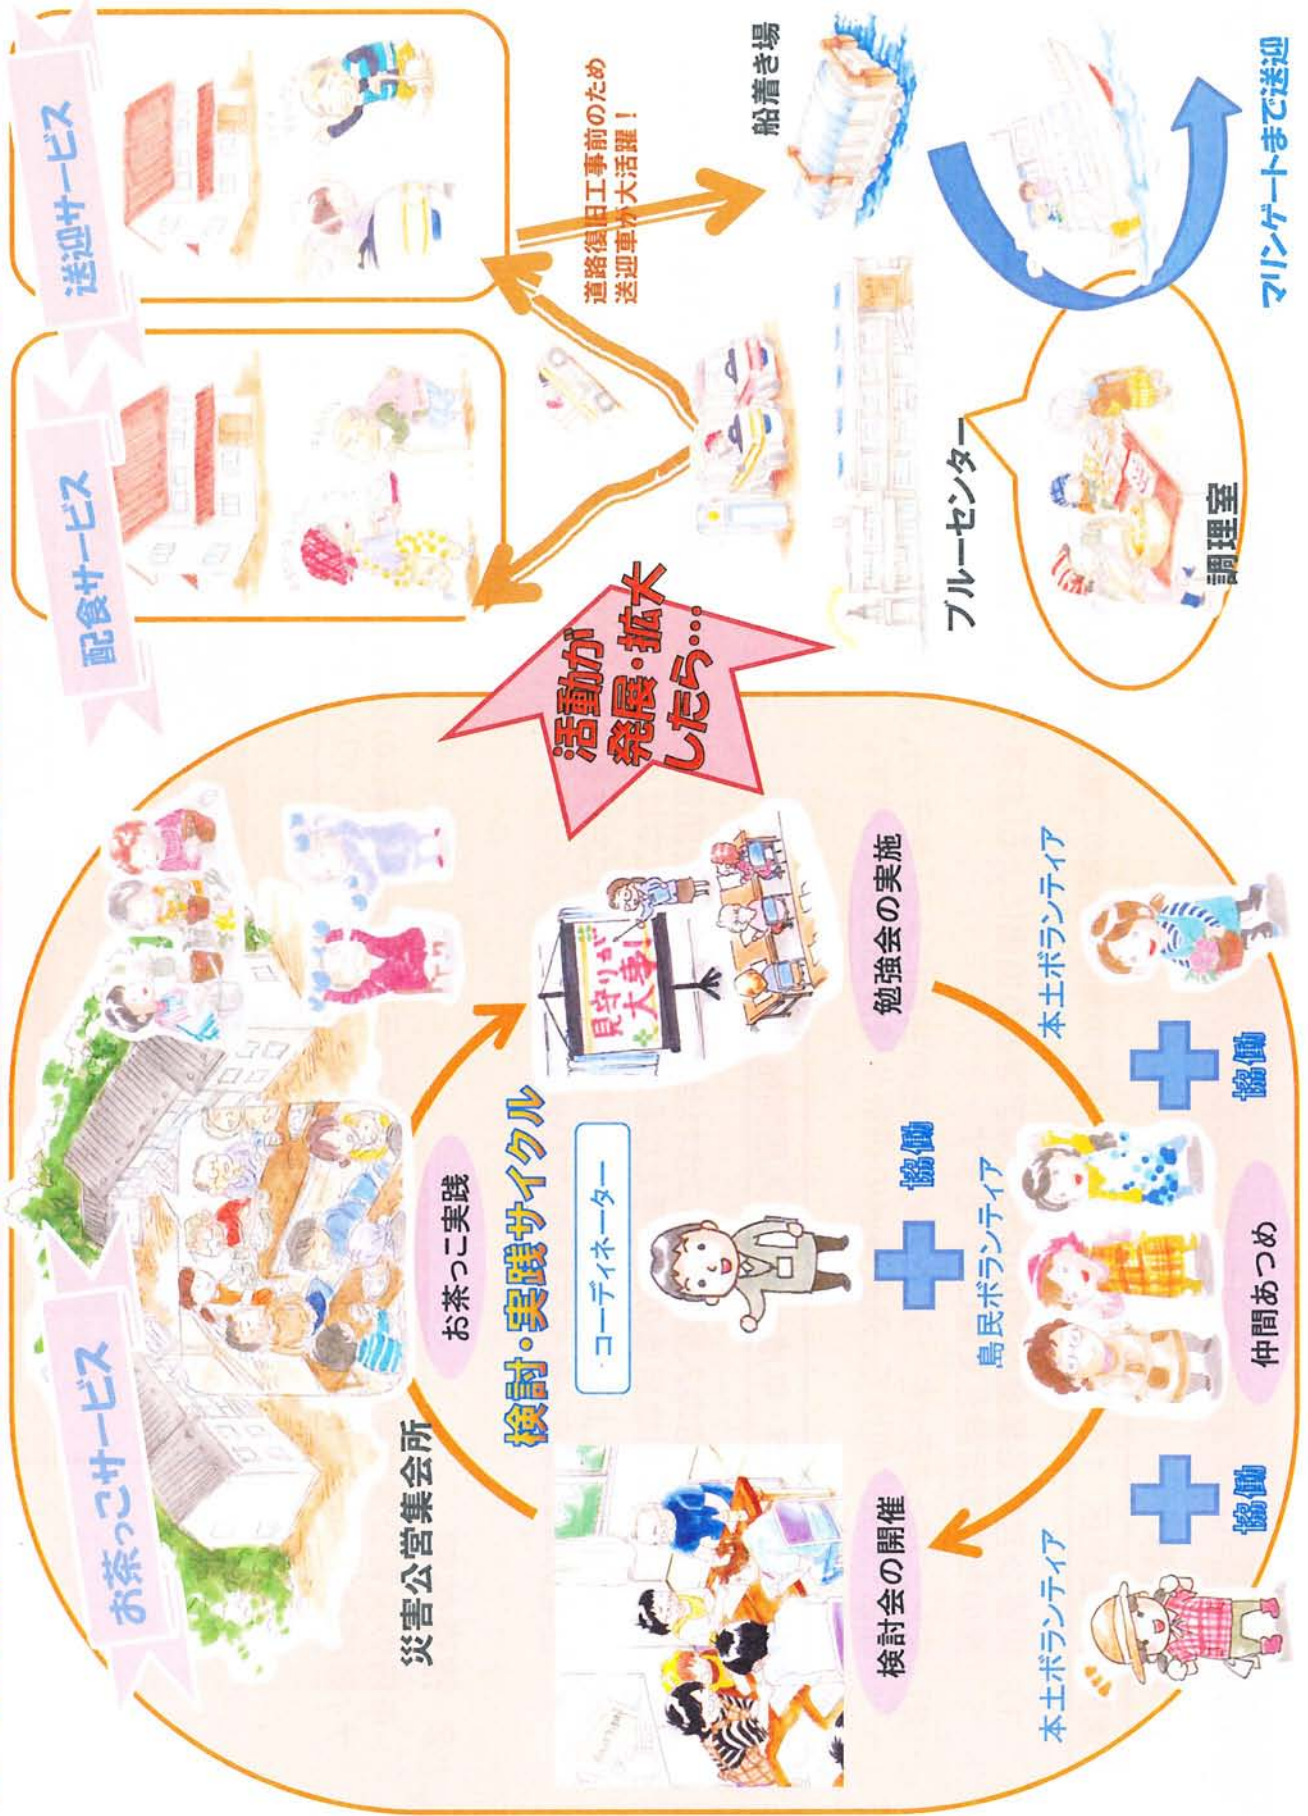 お茶っこサービス
災害公営集会所
お茶っこ実践
検討・実践サイクル
コーディネーター
見守りが
大事!
勉強会の実施
検討会の開催
協働
島民ボランティア
本土ボランティア
協働
仲間あつめ
本土ボランティア
協働
活動が
発展・拡大
したら…
配食サービス
送迎サービス
道路復旧工事前のため
送迎車が大活躍!
船着き場
ブルーセンター
調理室
マリンゲートまで送迎